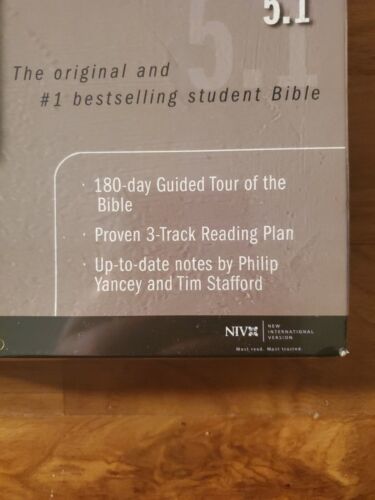 5.1
5.1
The original and
#1 bestselling student Bible
· 180-day Guided Tour of the
Bible
· Proven 3-Track Reading Plan
· Up-to-date notes by Philip
Yancey and Tim Stafford
NIV
NEW
INTERNATIONAL
VERSION
Most read. Most trusted.